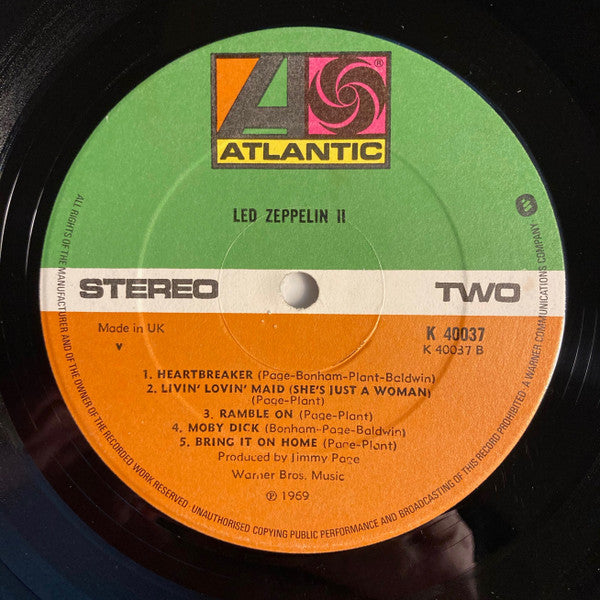 A
®
ATLANTIC
LED ZEPPELIN II
STEREO
TWO
Made in UK
v
K 40037
K 40037 B
1. HEARTBREAKER (Page-Bonham-Plant-Baldwin)
2. LIVIN' LOVIN' MAID (SHE'S JUST A WOMAN)
(Page-Plant)
3. RAMBLE ON (Page-Plant)
4. MOBY DICK (Bonham-Page-Baldwin)
5. BRING IT ON HOME (Page-Plant)
Produced by Jimmy Page
Warner Bros. Music
℗ 1969
ALL RIGHTS OF THE MANUFACTURER AND OF THE OWNER OF THE RECORDED WORK RESERVED · UNAUTHORISED COPYING PUBLIC PERFORMANCE AND BROADCASTING OF THIS RECORD PROHIBITED · A WARNER COMMUNICATIONS COMPANY